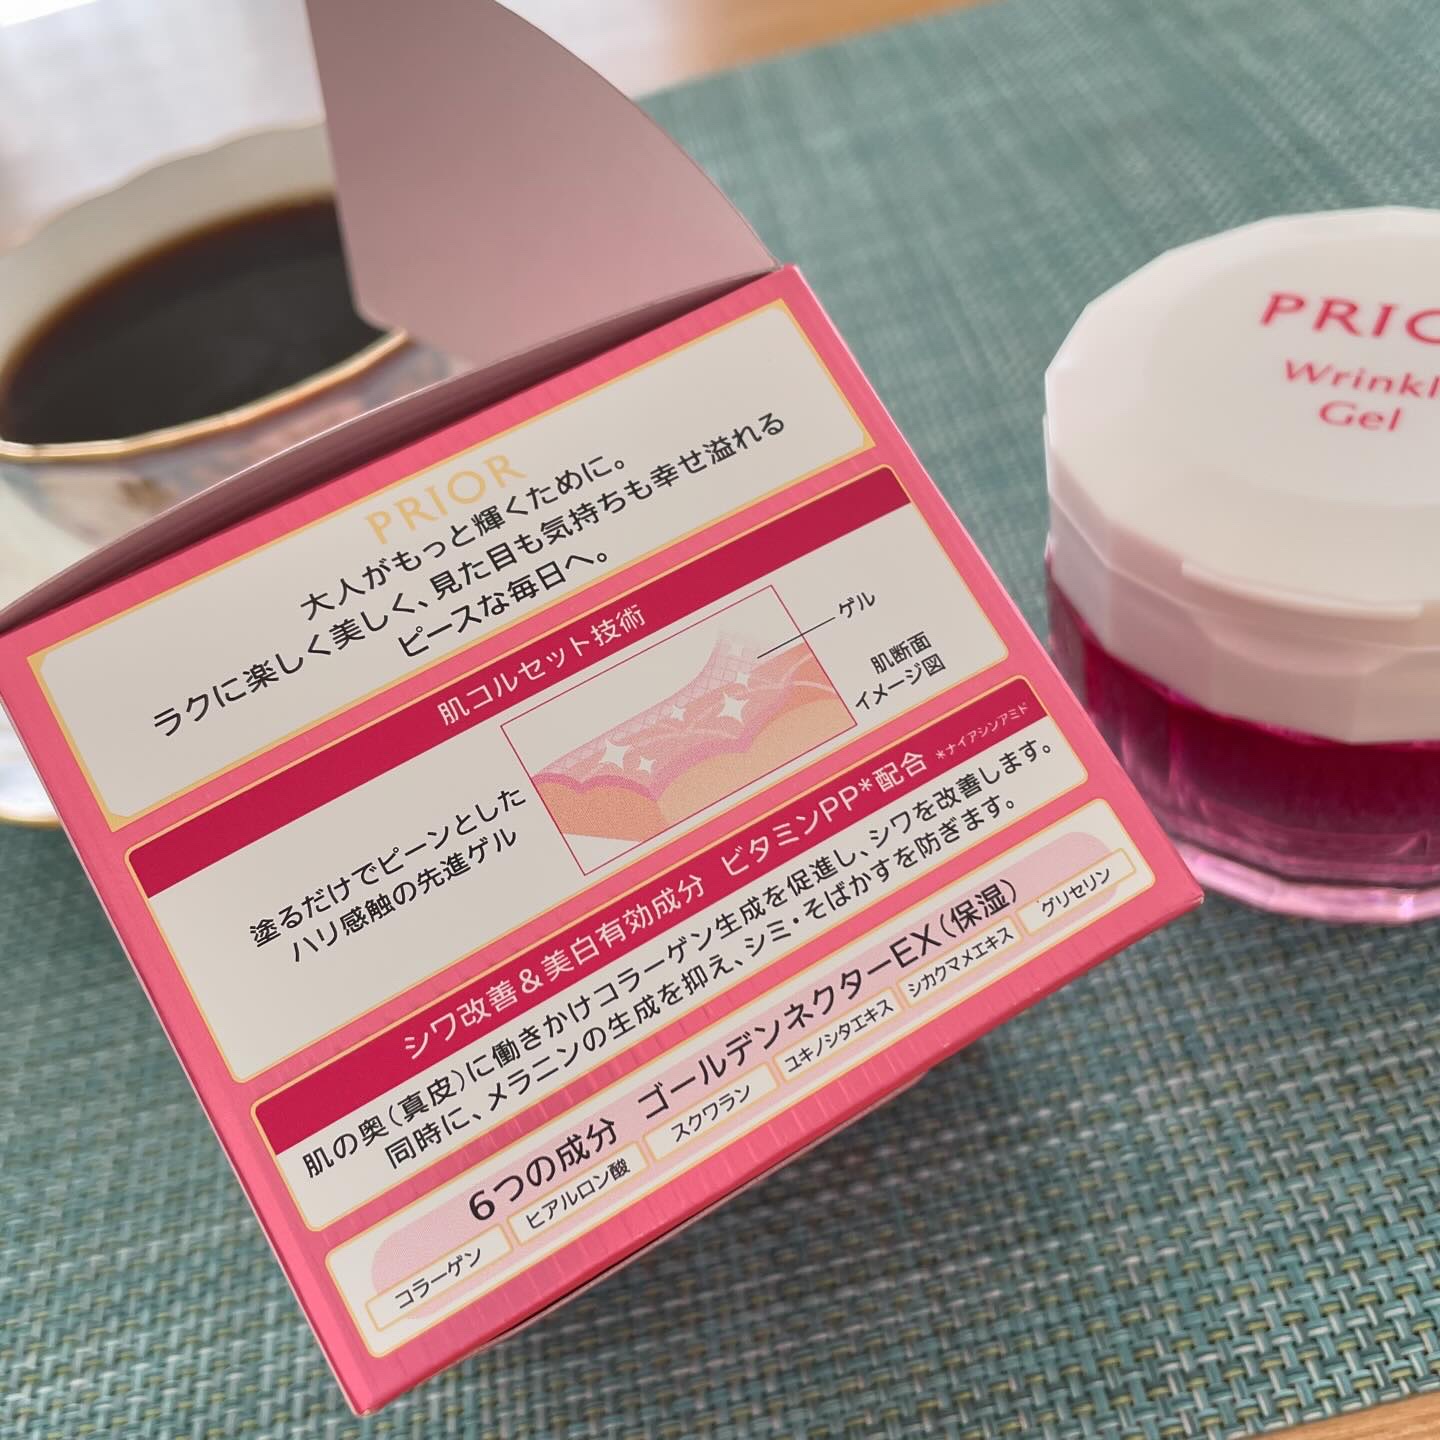 PRIOR
大人がもっと輝くために。
ラクに楽しく美しく、見た目も気持ちも幸せ溢れる
ピースな毎日へ。
肌コルセット技術
塗るだけでピーンとした
ハリ感触の先進ゲル
ゲル
肌断面
イメージ図
シワ改善&美白有効成分 ビタミンPP*配合 *ナイアシンアミド
肌の奥(真皮)に働きかけコラーゲン生成を促進し、シワを改善します。
同時に、メラニンの生成を抑え、シミ・そばかすを防ぎます。
6つの成分 ゴールデンネクターEX(保湿)
コラーゲン ヒアルロン酸 スクワラン ユキノシタエキス シカクマメエキス グリセリン
PRIO
Wrinkl
Gel